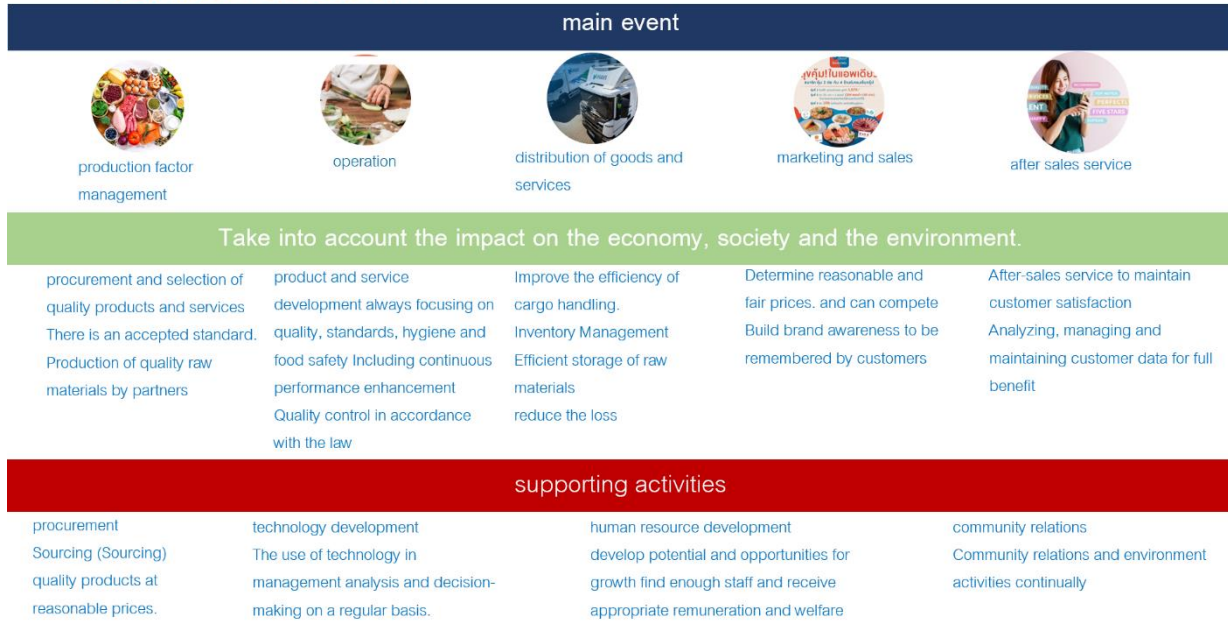 main event
production factor
management
operation
distribution of goods and
services
marketing and sales
after sales service
PERFECT
FIVE STARS
Take into account the impact on the economy, society and the environment.
procurement and selection of
quality products and services
There is an accepted standard.
Production of quality raw
materials by partners
product and service
development always focusing on
quality, standards, hygiene and
food safety Including continuous
performance enhancement
Quality control in accordance
with the law
Improve the efficiency of
cargo handling.
Inventory Management
Efficient storage of raw
materials
reduce the loss
Determine reasonable and
fair prices. and can compete
Build brand awareness to be
remembered by customers
After-sales service to maintain
customer satisfaction
Analyzing, managing and
maintaining customer data for full
benefit
supporting activities
procurement
Sourcing (Sourcing)
quality products at
reasonable prices.
technology development
The use of technology in
management analysis and decision-
making on a regular basis.
human resource development
develop potential and opportunities for
growth find enough staff and receive
appropriate remuneration and welfare
community relations
Community relations and environment
activities continually